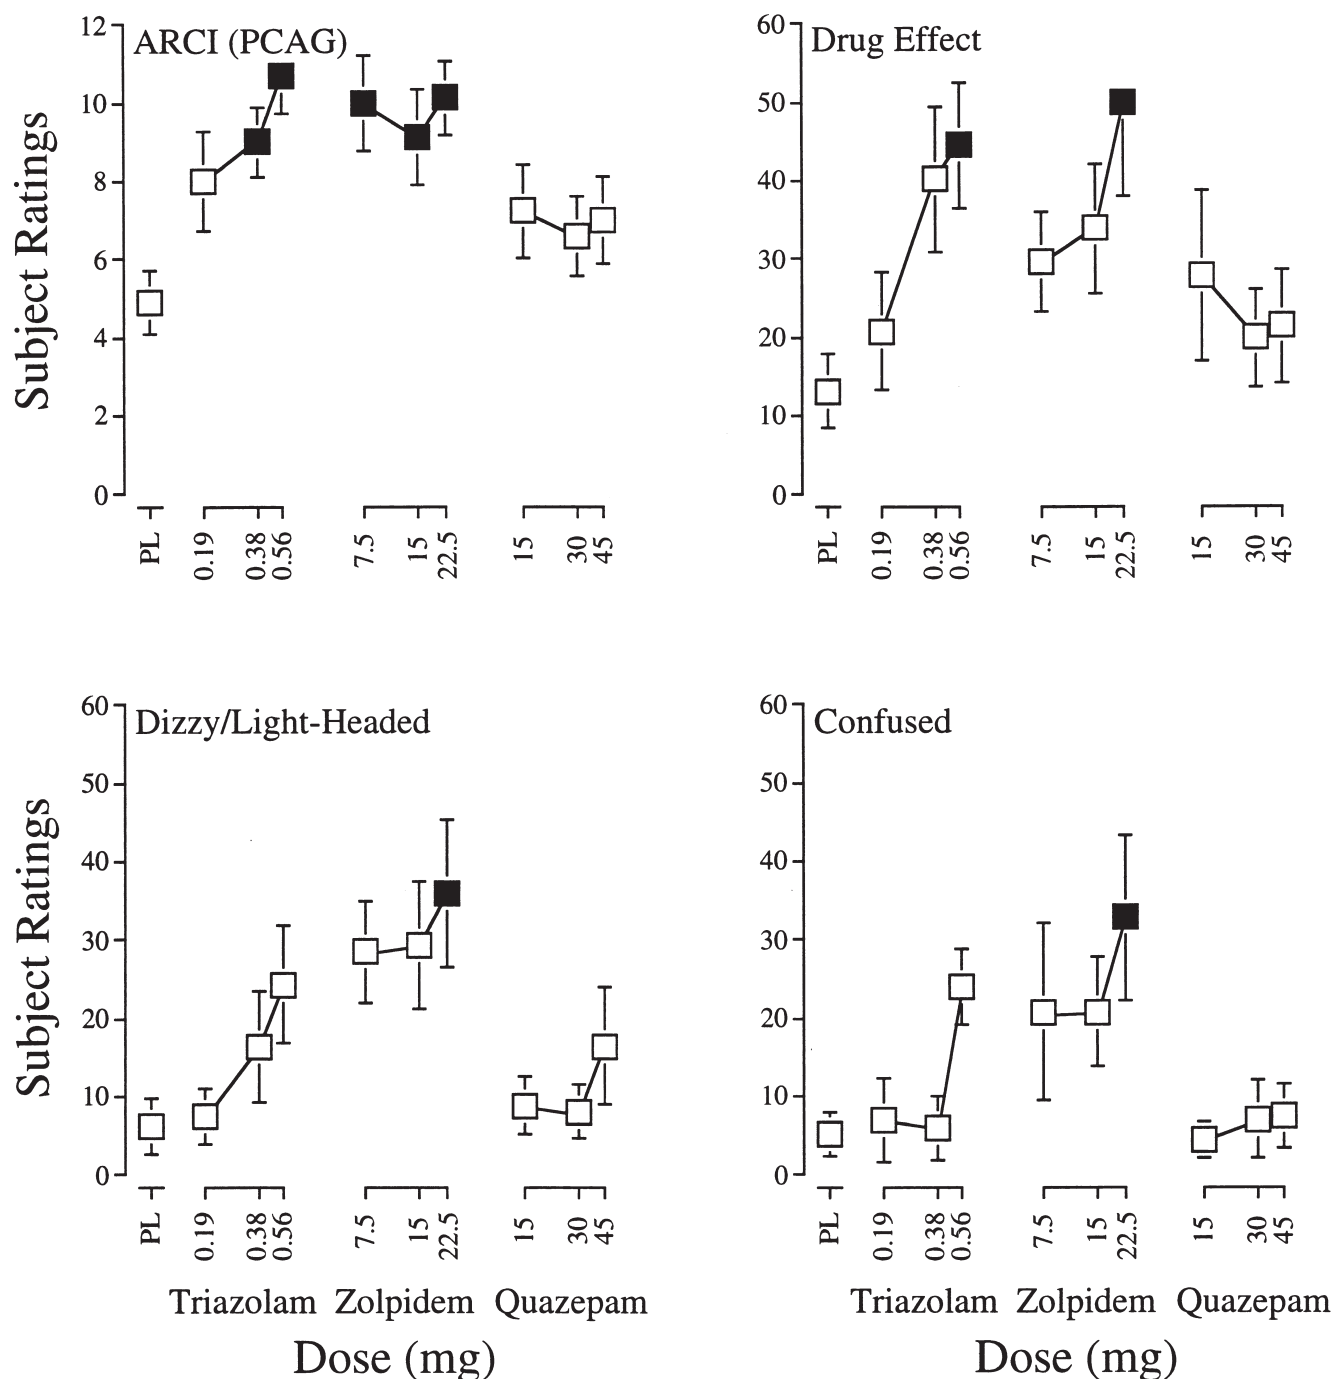 ARCI (PCAG)
12
10
8
6
4
2
0
Subject Ratings
PL 0.19 0.38 0.56 7.5 15 22.5 15 30 45
Drug Effect
60
50
40
30
20
10
0
PL 0.19 0.38 0.56 7.5 15 22.5 15 30 45
Dizzy/Light-Headed
60
50
40
30
20
10
0
Subject Ratings
PL 0.19 0.38 0.56 7.5 15 22.5 15 30 45
Triazolam Zolpidem Quazepam
Dose (mg)
Confused
60
50
40
30
20
10
0
PL 0.19 0.38 0.56 7.5 15 22.5 15 30 45
Triazolam Zolpidem Quazepam
Dose (mg)